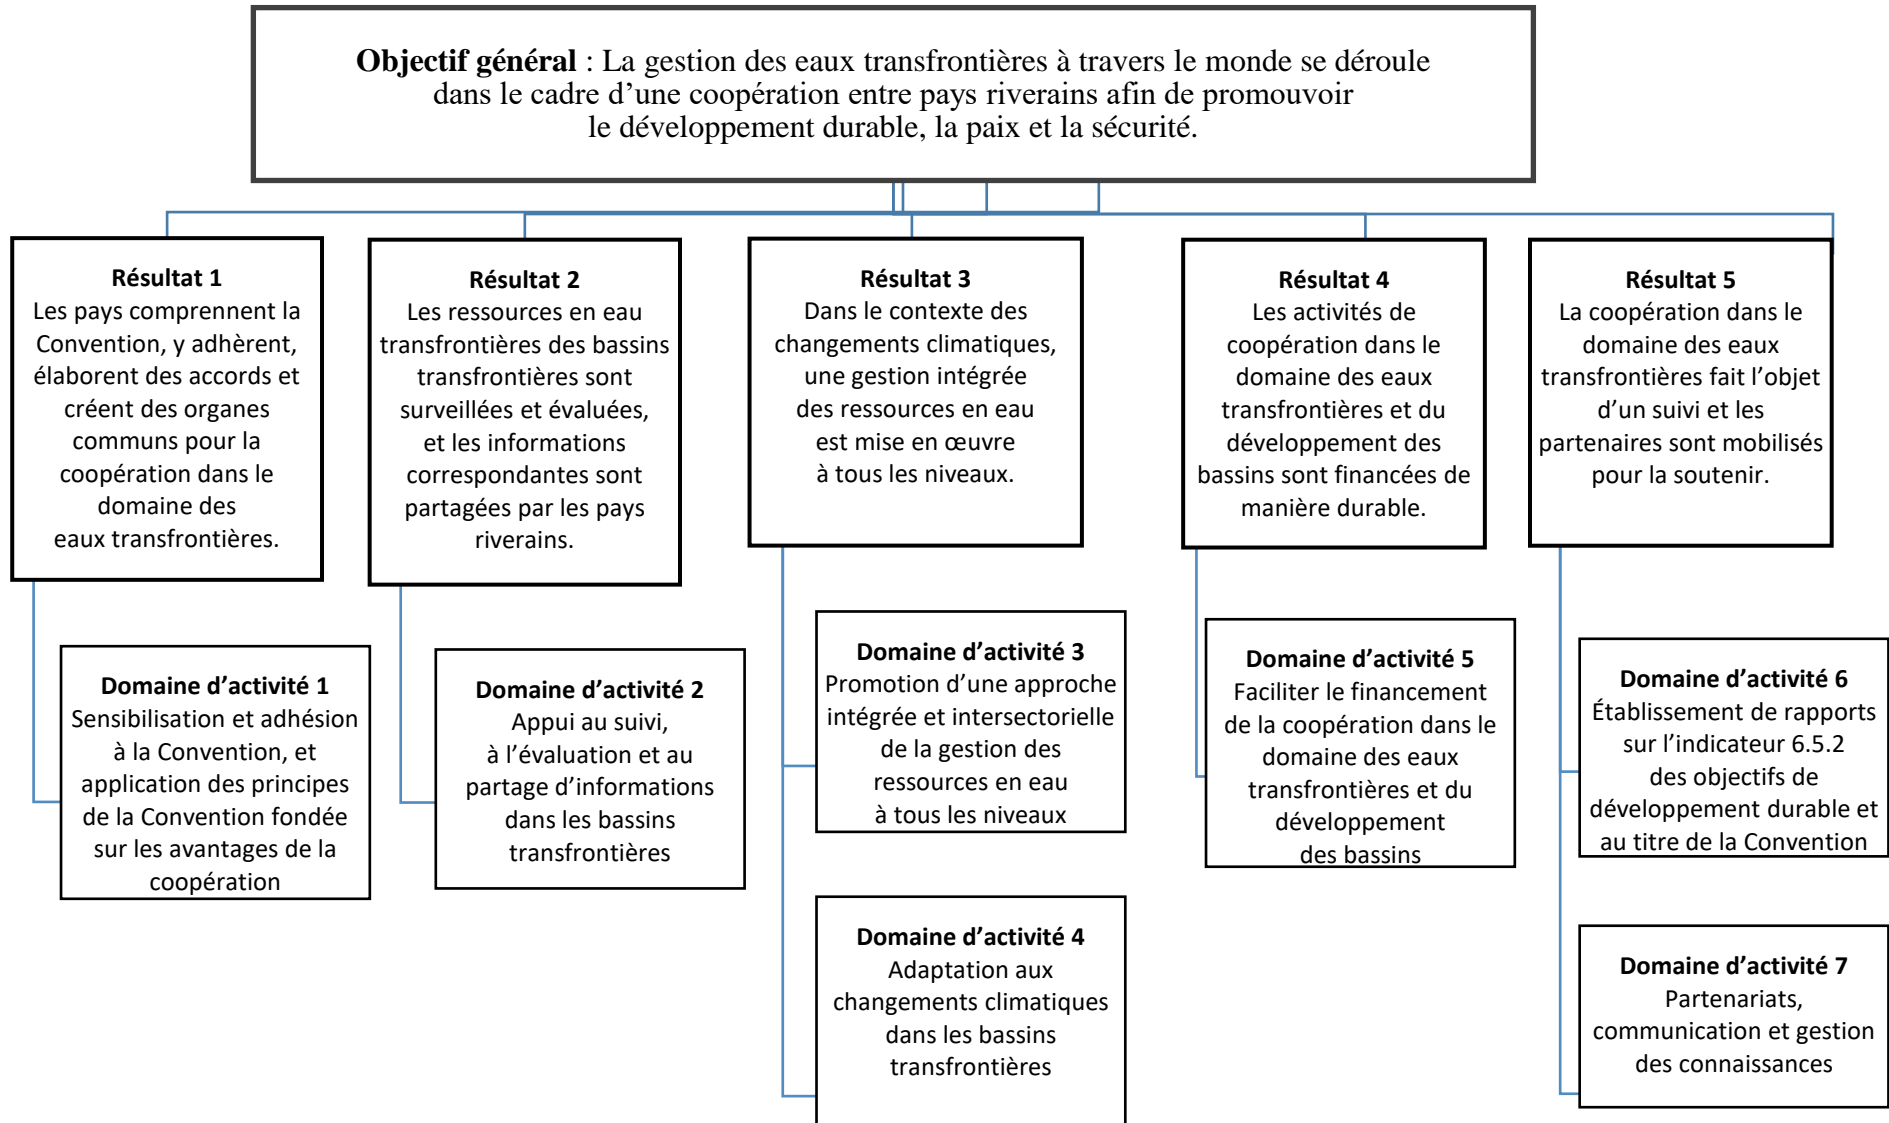 Objectif général : La gestion des eaux transfrontières à travers le monde se déroule
dans le cadre d’une coopération entre pays riverains afin de promouvoir
le développement durable, la paix et la sécurité.
Résultat 1
Les pays comprennent la
Convention, y adhèrent,
élaborent des accords et
créent des organes
communs pour la
coopération dans le
domaine des
eaux transfrontières.
Résultat 2
Les ressources en eau
transfrontières des bassins
transfrontières sont
surveillées et évaluées,
et les informations
correspondantes sont
partagées par les pays
riverains.
Résultat 3
Dans le contexte des
changements climatiques,
une gestion intégrée
des ressources en eau
est mise en œuvre
à tous les niveaux.
Résultat 4
Les activités de
coopération dans le
domaine des eaux
transfrontières et du
développement des
bassins sont financées de
manière durable.
Résultat 5
La coopération dans le
domaine des eaux
transfrontières fait l’objet
d’un suivi et les
partenaires sont mobilisés
pour la soutenir.
Domaine d’activité 1
Sensibilisation et adhésion
à la Convention, et
application des principes
de la Convention fondée
sur les avantages de la
coopération
Domaine d’activité 2
Appui au suivi,
à l’évaluation et au
partage d’informations
dans les bassins
transfrontières
Domaine d’activité 3
Promotion d’une approche
intégrée et intersectorielle
de la gestion des
ressources en eau
à tous les niveaux
Domaine d’activité 4
Adaptation aux
changements climatiques
dans les bassins
transfrontières
Domaine d’activité 5
Faciliter le financement
de la coopération dans le
domaine des eaux
transfrontières et du
développement
des bassins
Domaine d’activité 6
Établissement de rapports
sur l’indicateur 6.5.2
des objectifs de
développement durable et
au titre de la Convention
Domaine d’activité 7
Partenariats,
communication et gestion
des connaissances